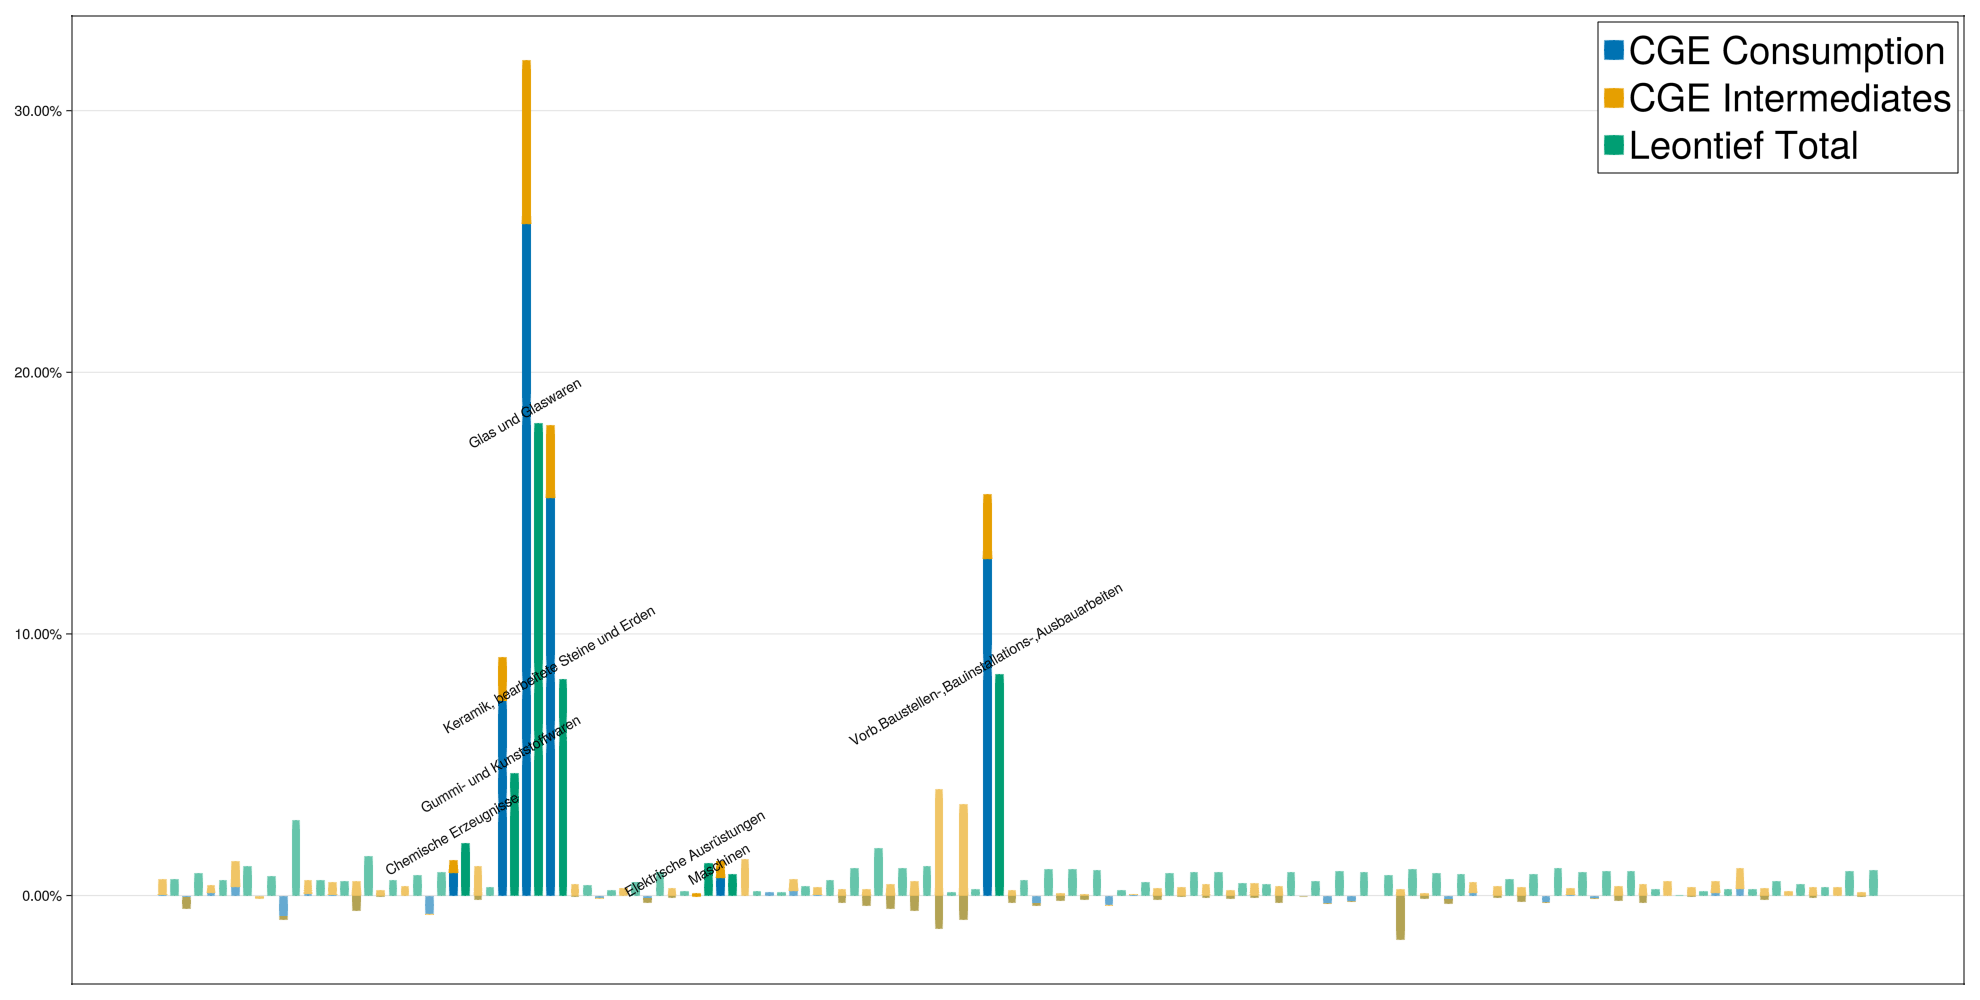 CGE Consumption
CGE Intermediates
Leontief Total
30.00%
20.00%
10.00%
0.00%
Glas und Glaswaren
Keramik, bearbeitete Steine und Erden
Gummi- und Kunststoffwaren
Chemische Erzeugnisse
Elektrische Ausrüstungen
Maschinen
Vorb.Baustellen-,Bauinstallations-,Ausbauarbeiten